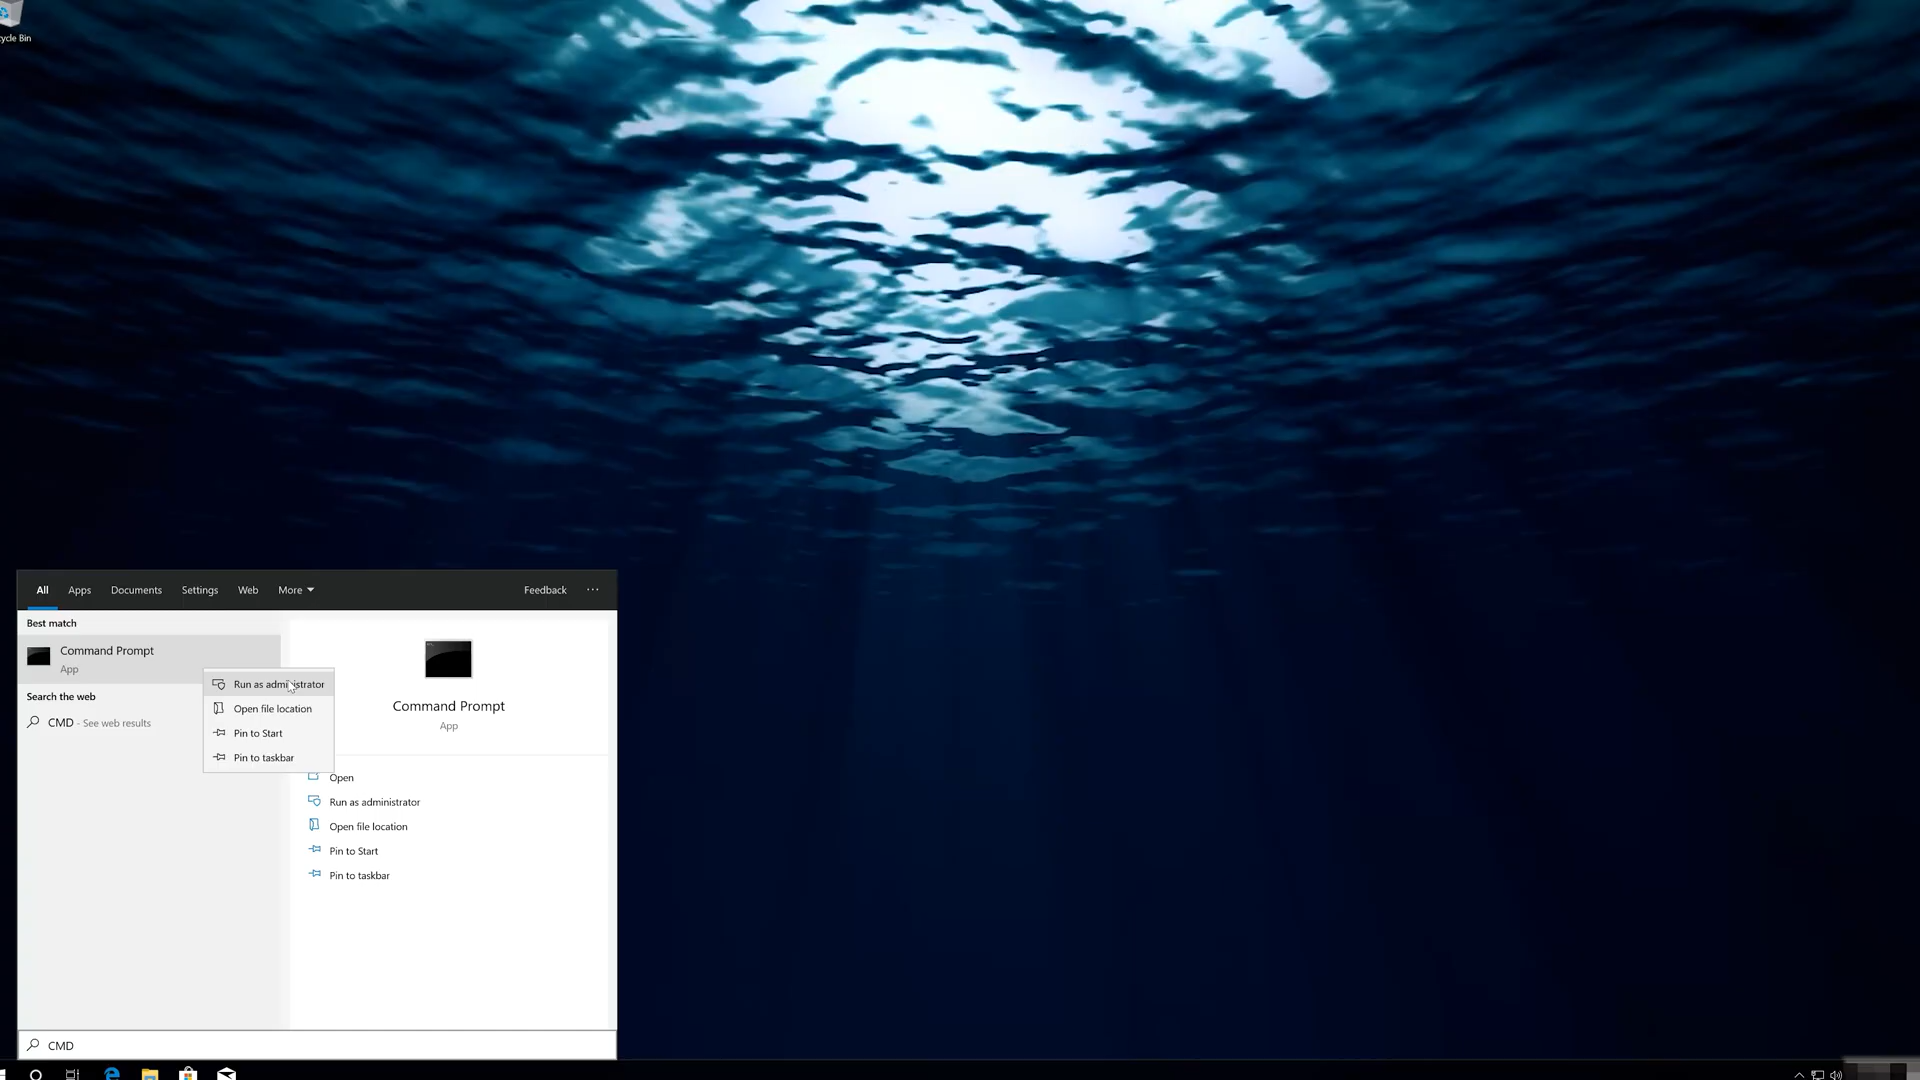 cycle Bin
All Apps Documents Settings Web More Feedback ...
Best match
Command Prompt
App
Search the web
CMD - See web results
Run as administrator
Open file location
Pin to Start
Pin to taskbar
Command Prompt
App
Open
Run as administrator
Open file location
Pin to Start
Pin to taskbar
CMD